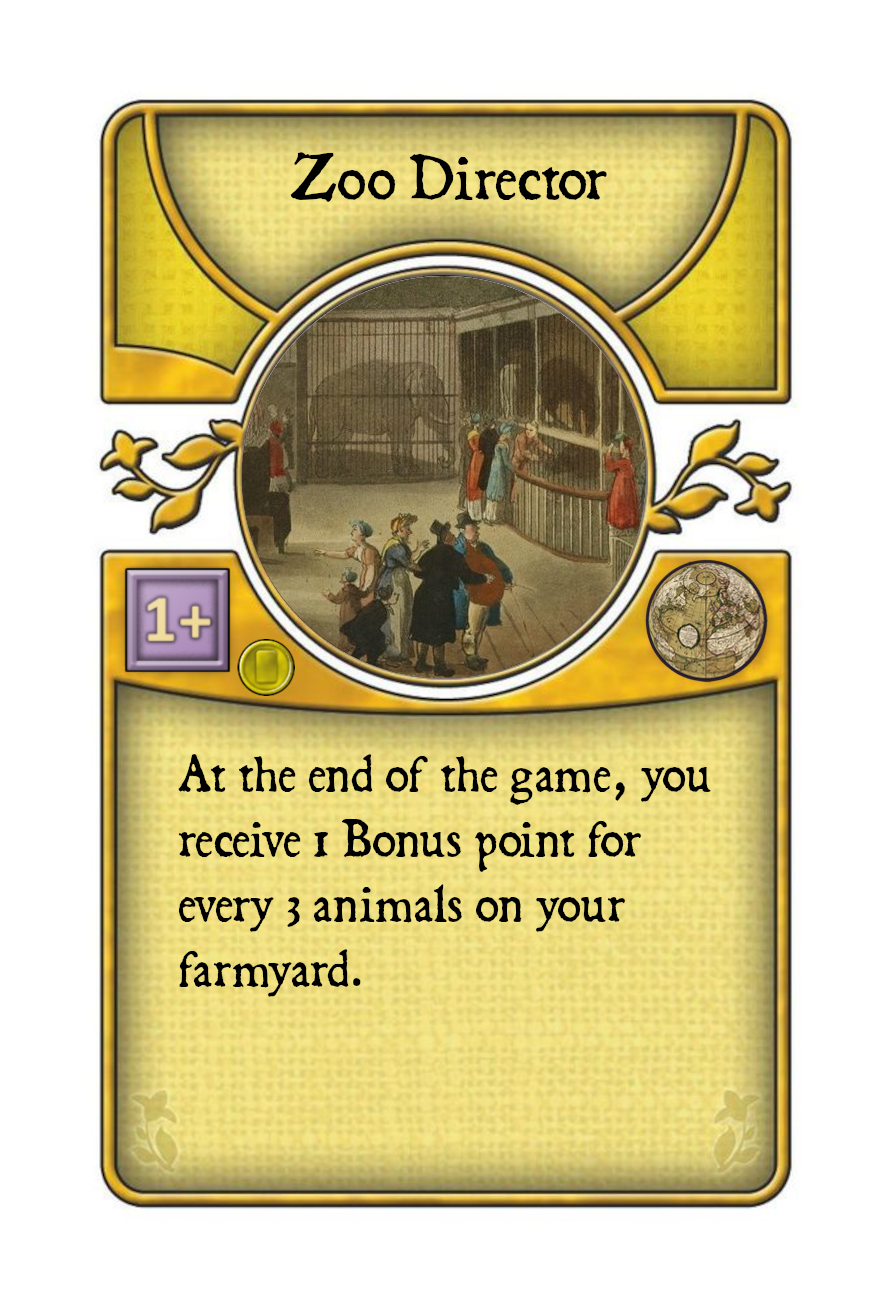 Zoo Director
1+
At the end of the game, you
receive 1 Bonus point for
every 3 animals on your
farmyard.